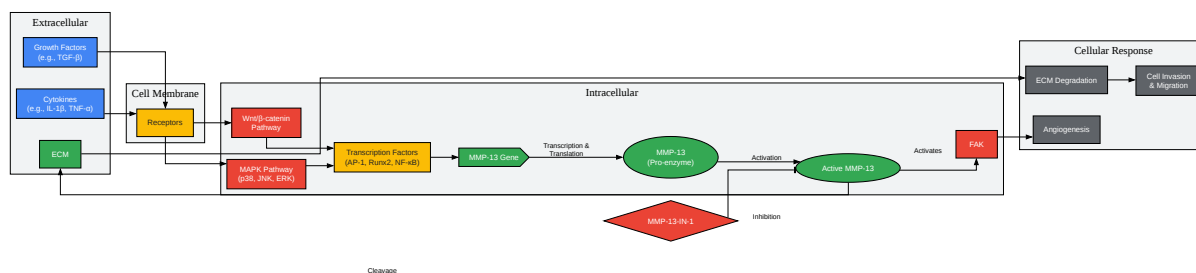 Extracellular
Growth Factors
(e.g., TGF-β)
Cytokines
(e.g., IL-1β, TNF-α)
ECM
Cell Membrane
Receptors
Intracellular
Wnt/β-catenin
Pathway
MAPK Pathway
(p38, JNK, ERK)
Transcription Factors
(AP-1, Runx2, NF-κB)
MMP-13 Gene
Transcription &
Translation
MMP-13
(Pro-enzyme)
Activation
Active MMP-13
Activates
FAK
MMP-13-IN-1
Inhibition
Cellular Response
ECM Degradation
Cell Invasion
& Migration
Angiogenesis
Cleavage